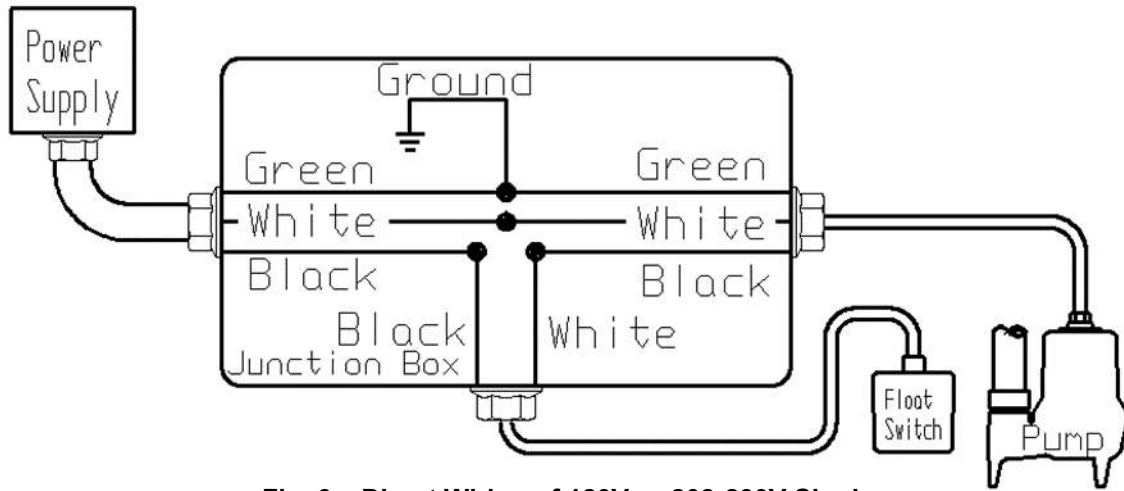 Power
Supply
Ground
Green
Green
White
White
Black
Black
Black
White
Junction Box
Float
Switch
Pump